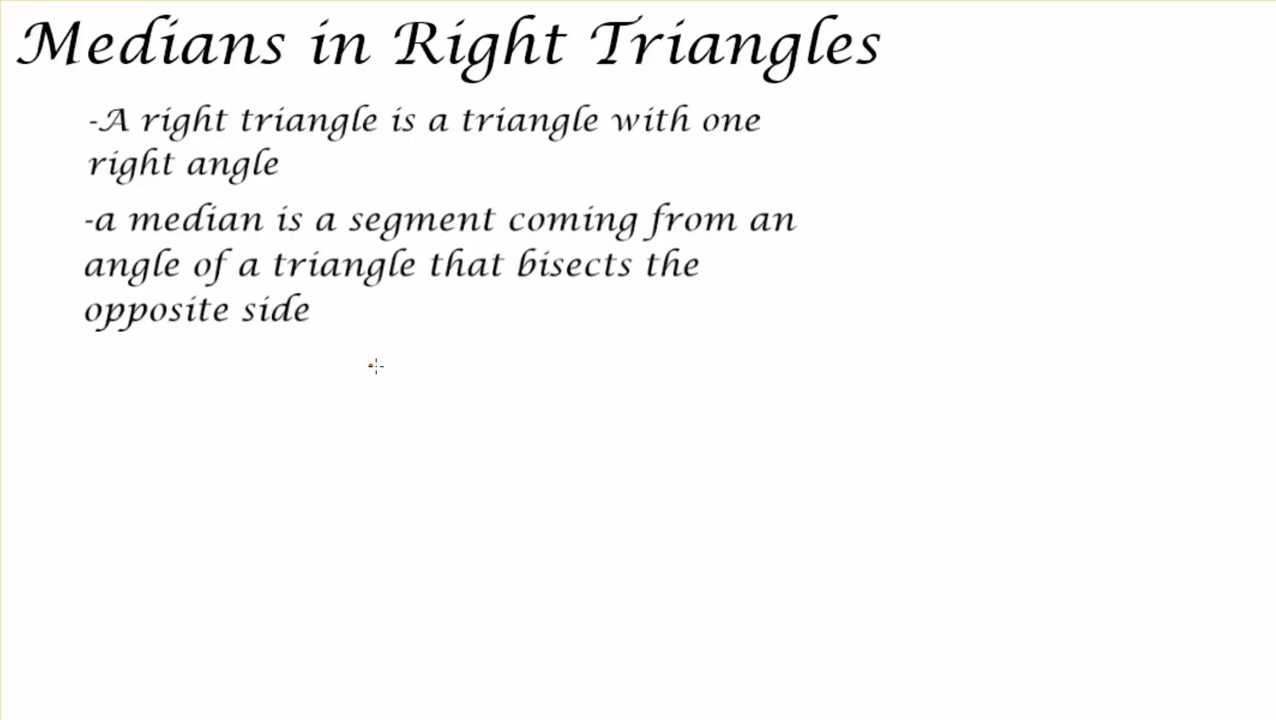 Medians in Right Triangles
-A right triangle is a triangle with one
right angle
-a median is a segment coming from an
angle of a triangle that bisects the
opposite side